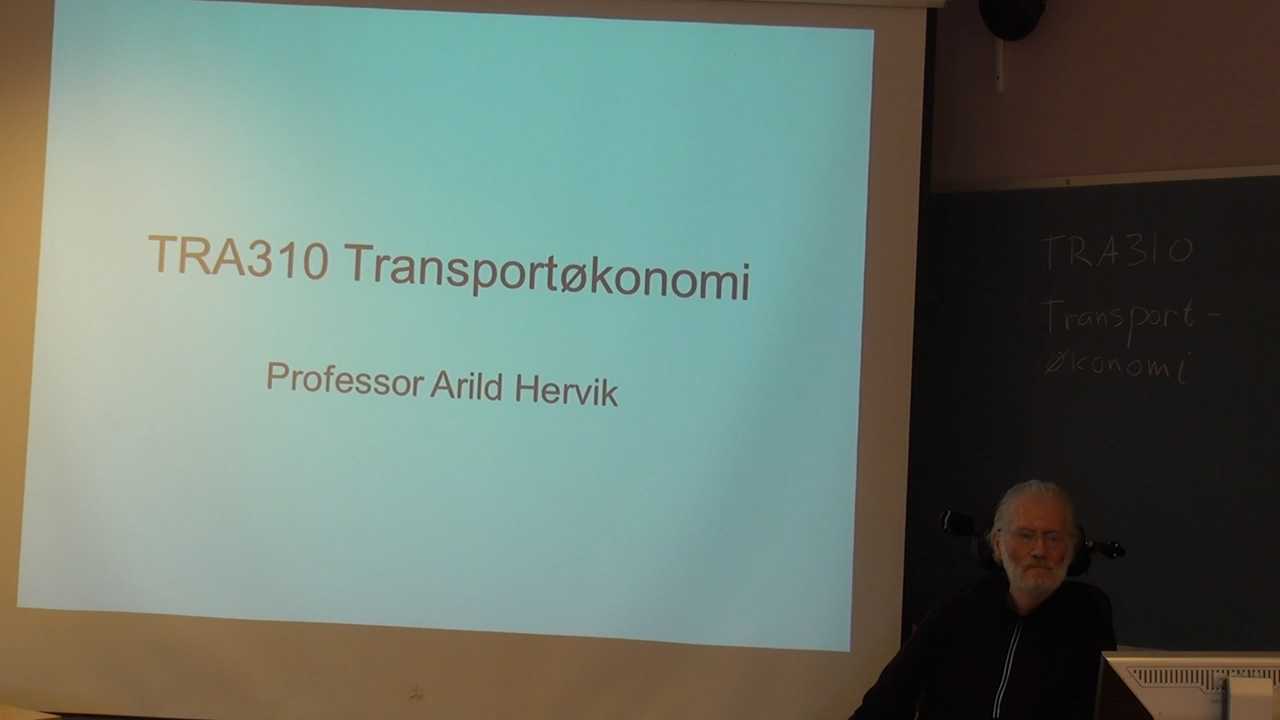 TRA310 Transportøkonomi
Professor Arild Hervik
TRA310
Transport-
økonomi